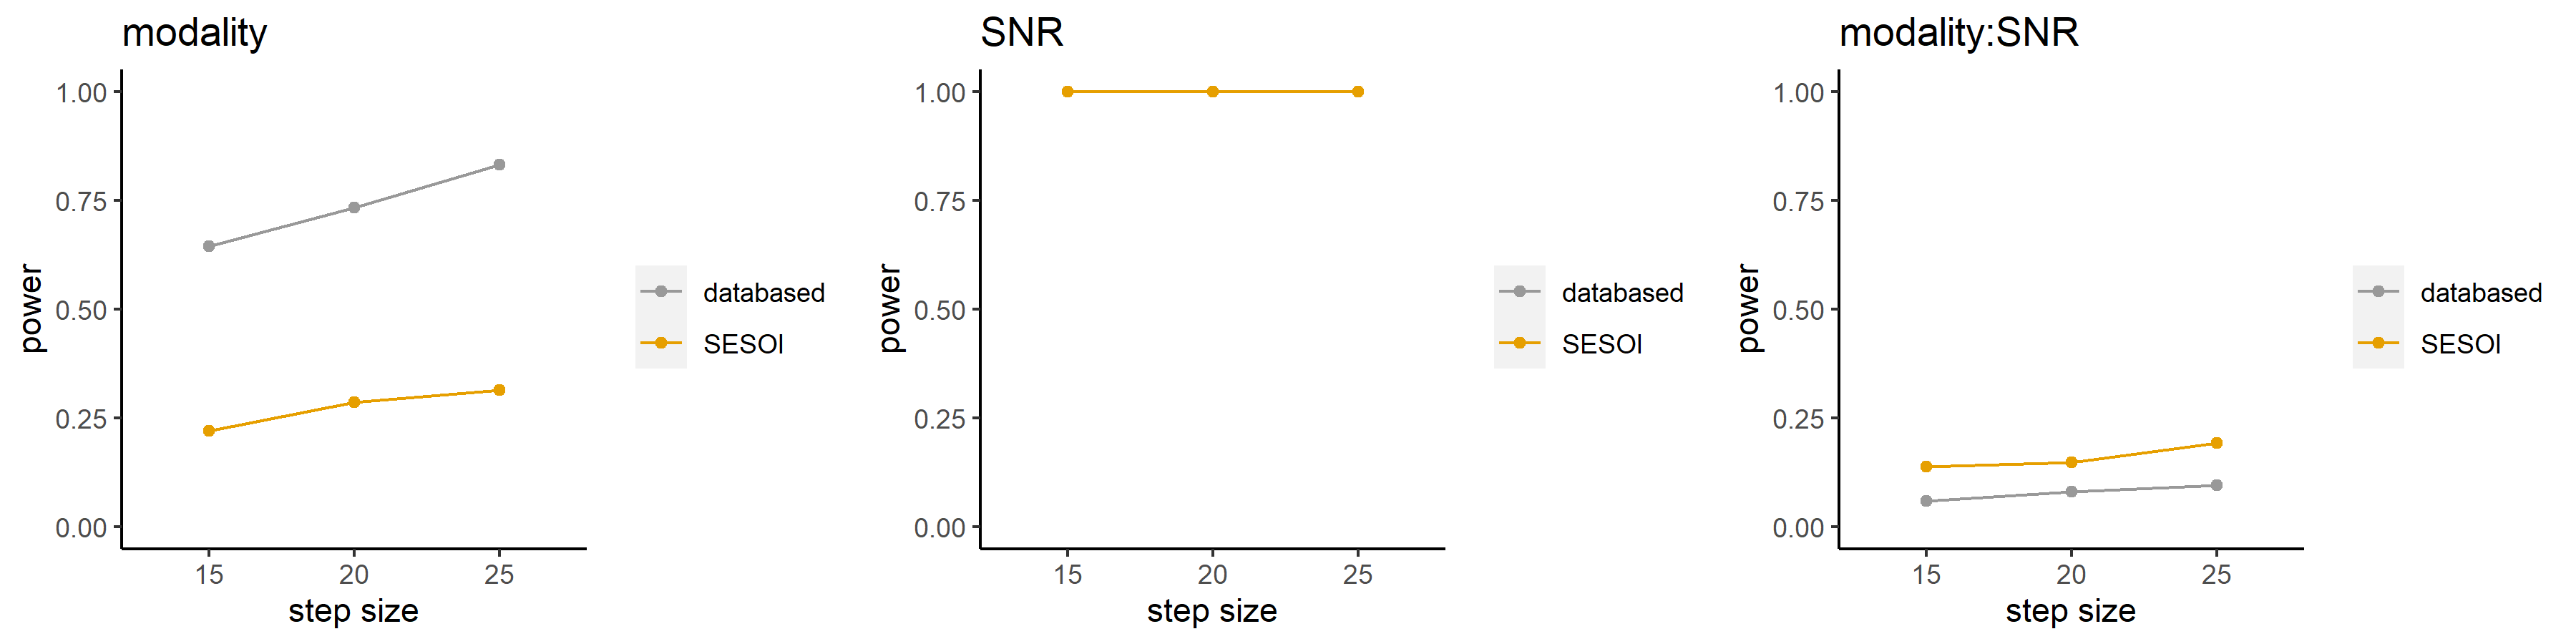 modality
1.00
0.75
0.50
0.25
0.00
power
15 20 25
step size
databased
SESOI
SNR
1.00
0.75
0.50
0.25
0.00
power
15 20 25
step size
databased
SESOI
modality:SNR
1.00
0.75
0.50
0.25
0.00
power
15 20 25
step size
databased
SESOI